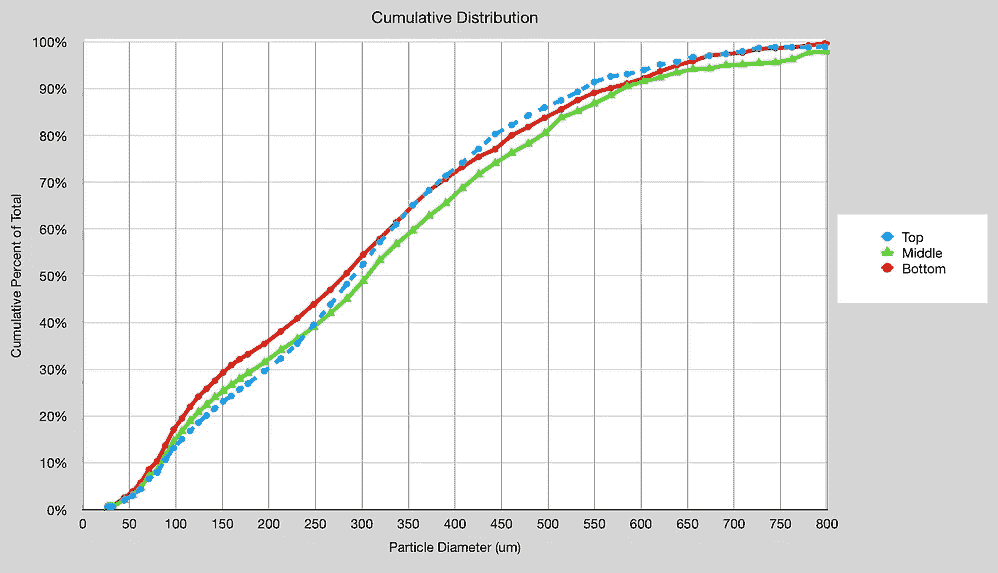 Cumulative Distribution
100%
90%
80%
70%
60%
50%
40%
30%
20%
10%
0%
Cumulative Percent of Total
0 50 100 150 200 250 300 350 400 450 500 550 600 650 700 750 800
Particle Diameter (um)
Top
Middle
Bottom